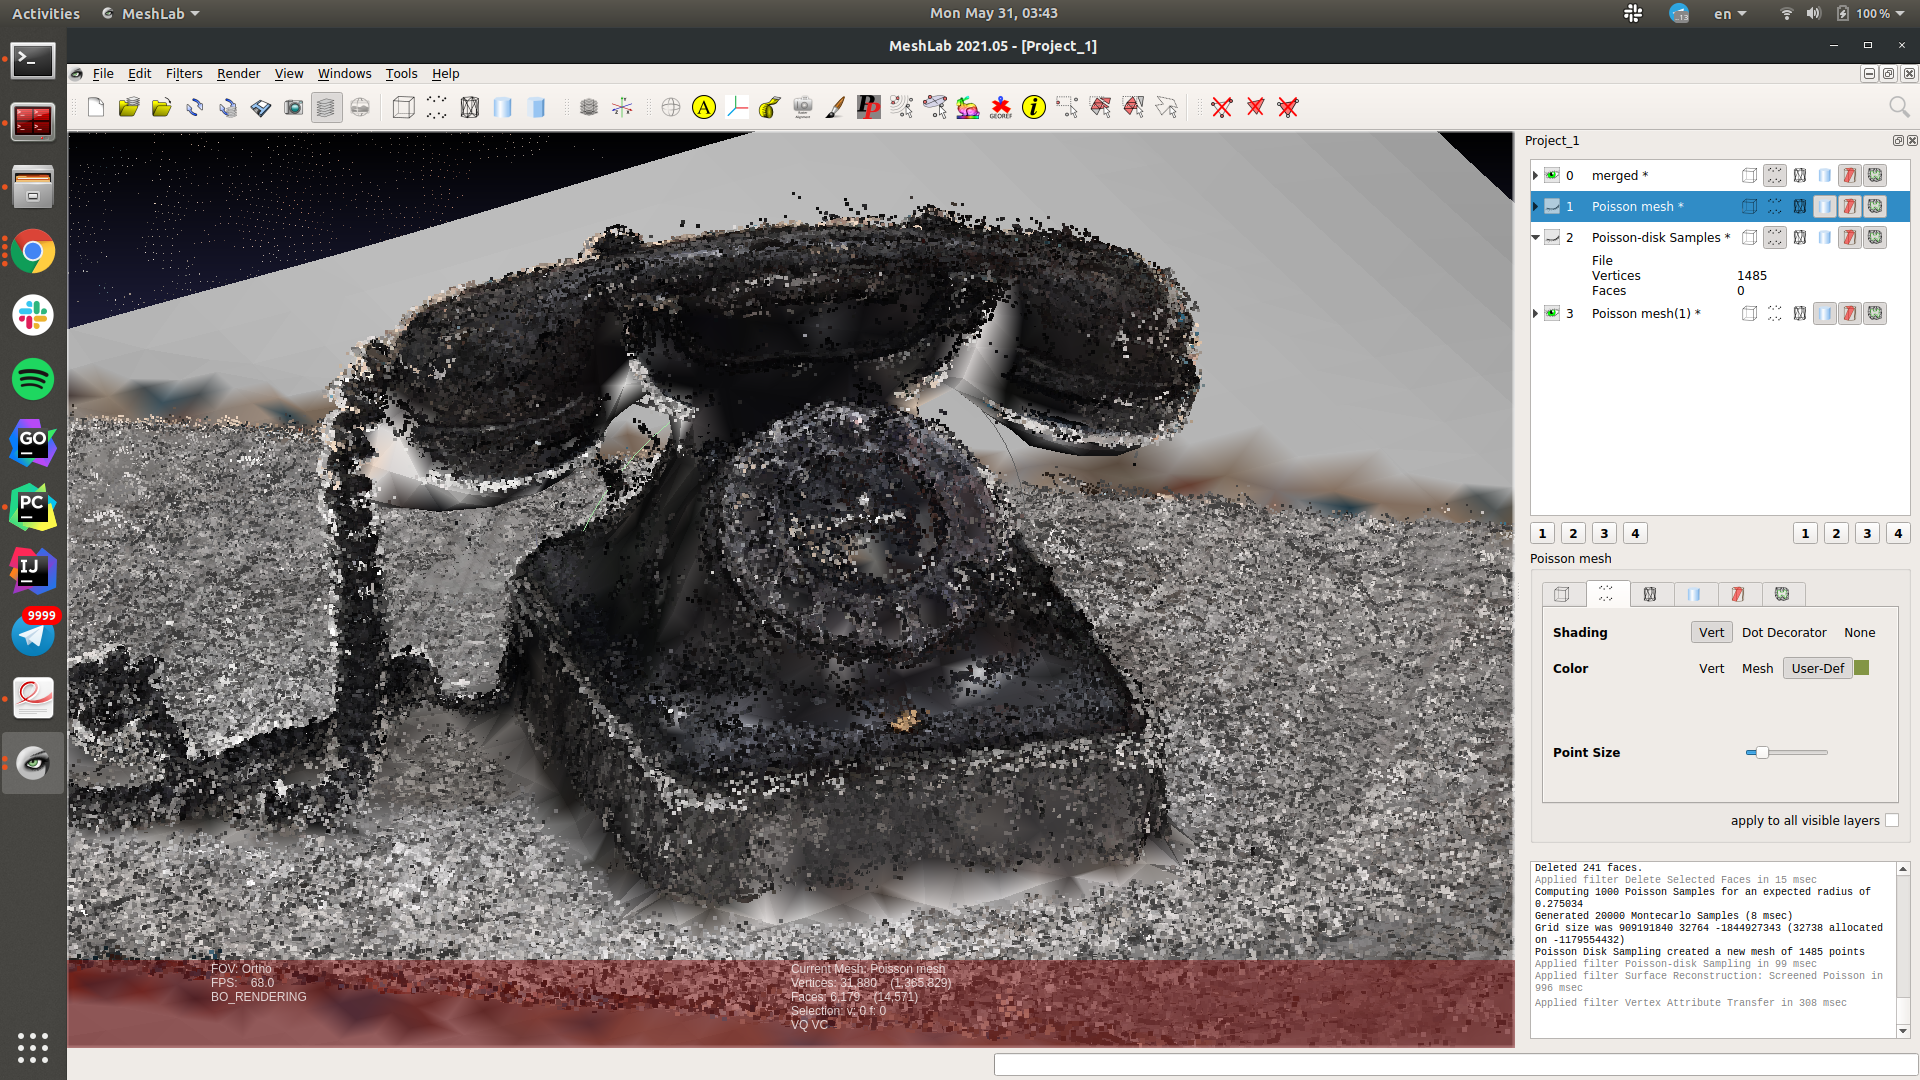 Activities
MeshLab
Mon May 31, 03:43
13
en
100 %
MeshLab 2021.05 - [Project_1]
File Edit Filters Render View Windows Tools Help
A
PP
GEOREF
i
Project_1
0 merged *
1 Poisson mesh *
2 Poisson-disk Samples *
File
Vertices 1485
Faces 0
3 Poisson mesh(1) *
1 2 3 4 1 2 3 4
Poisson mesh
Shading Vert Dot Decorator None
Color Vert Mesh User-Def
Point Size
apply to all visible layers
Deleted 241 faces.
Applied filter Delete Selected Faces in 15 msec
Computing 1000 Poisson Samples for an expected radius of
0.275034
Generated 20000 Montecarlo Samples (8 msec)
Grid size was 909191840 32764 -1844927343 (32738 allocated
on -1179554432)
Poisson Disk Sampling created a new mesh of 1485 points
Applied filter Poisson-disk Sampling in 99 msec
Applied filter Surface Reconstruction: Screened Poisson in
996 msec
Applied filter Vertex Attribute Transfer in 308 msec
FOV: Ortho
FPS: 68.0
BO_RENDERING
Current Mesh: Poisson mesh
Vertices: 31,880 (1,365,829)
Faces: 6,179 (14,571)
Selection: v: 0 f: 0
VQ VC
GO
PC
IJ
9999